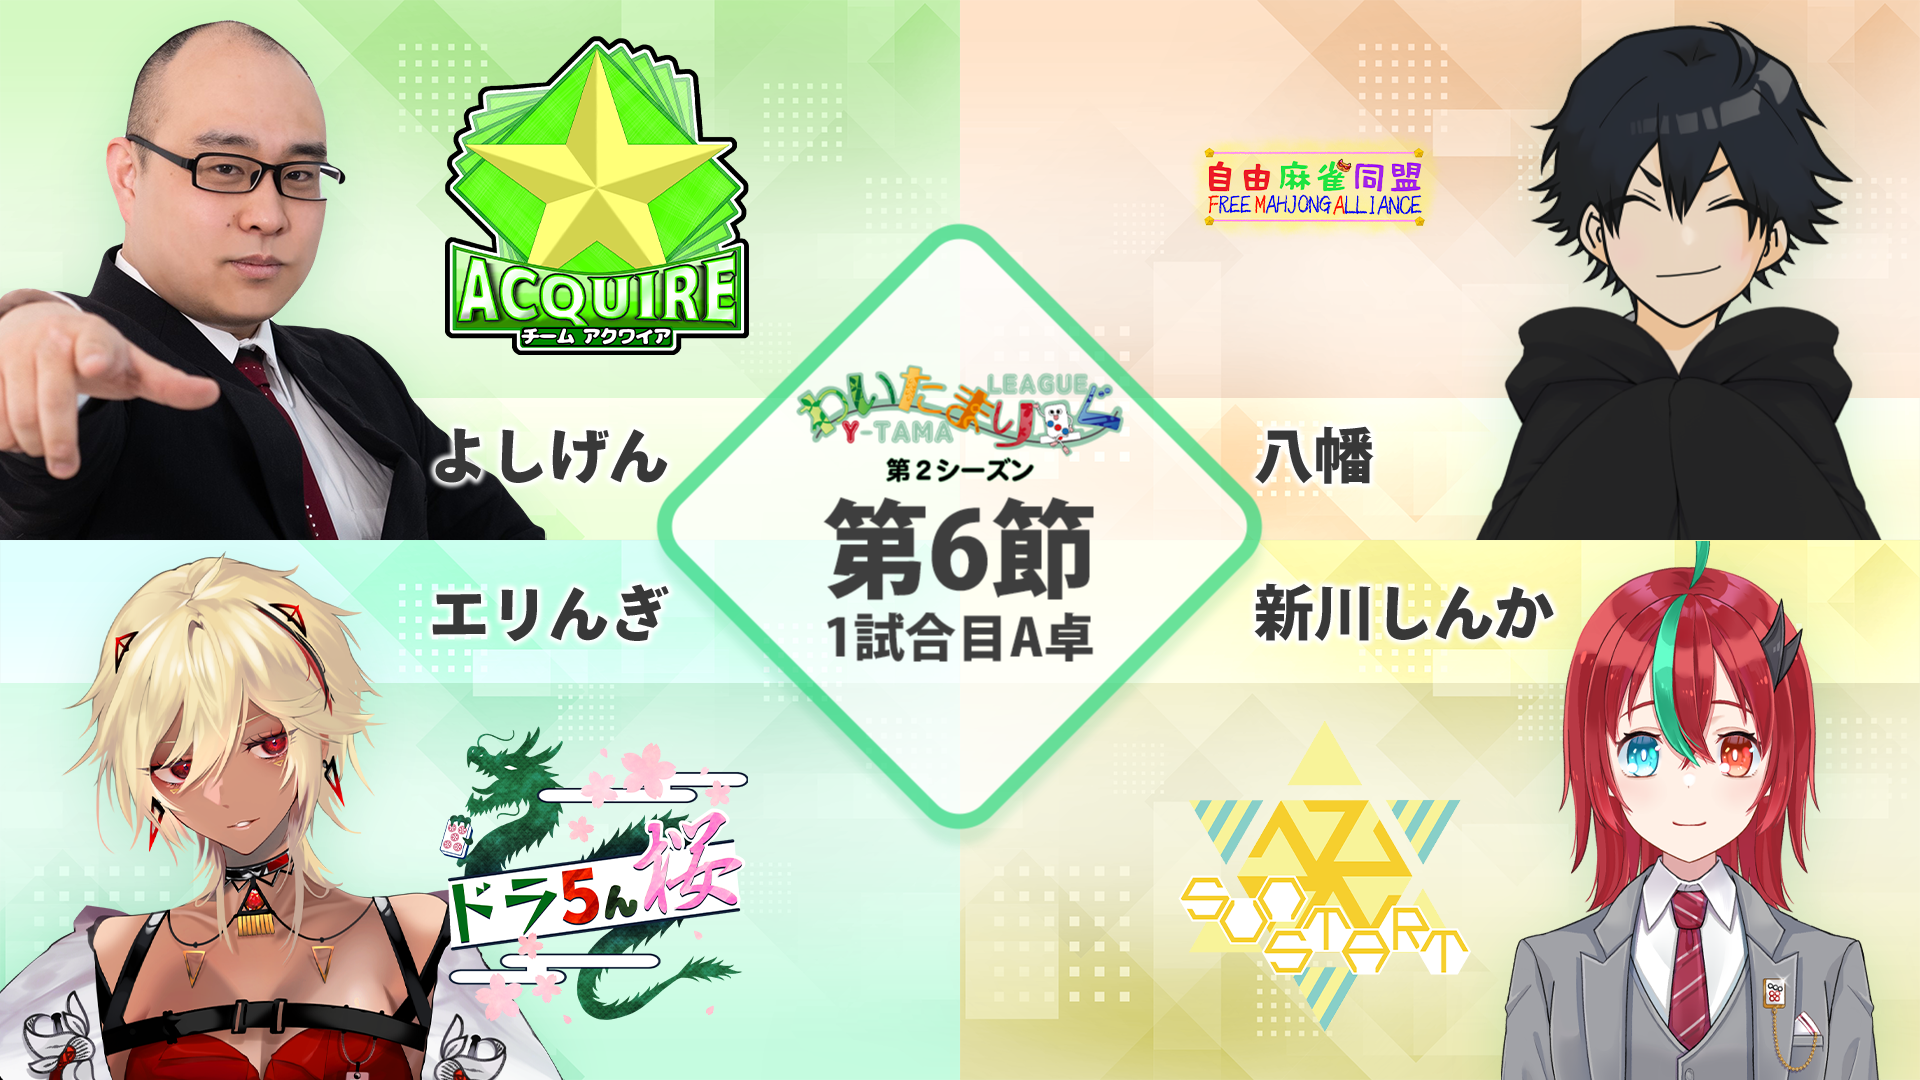 ACQUIRE
チーム アクワイア
よしげん
自由麻雀同盟
FREE MAHJONG ALLIANCE
八幡
わいたまりーぐ
LEAGUE
Y-TAMA
第2シーズン
第6節
1試合目A卓
エリんぎ
ドラ5ん桜
新川しんか
SUO
START